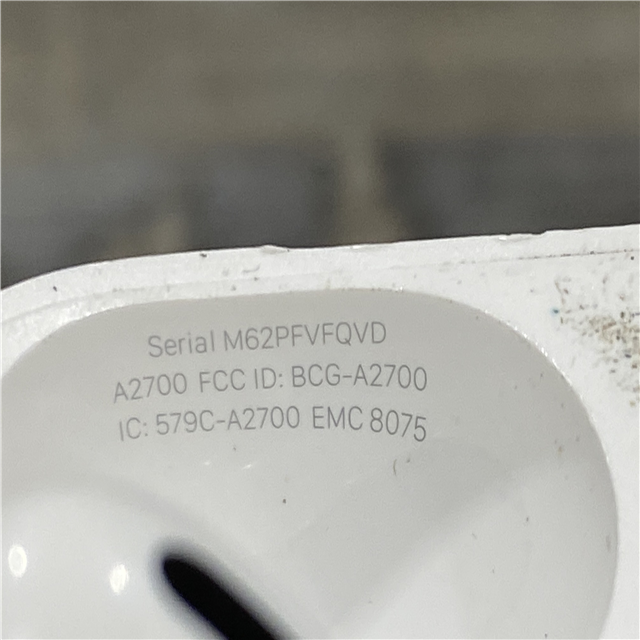 Serial M62PFVFQVD
A2700 FCC ID: BCG-A2700
IC: 579C-A2700 EMC 8075